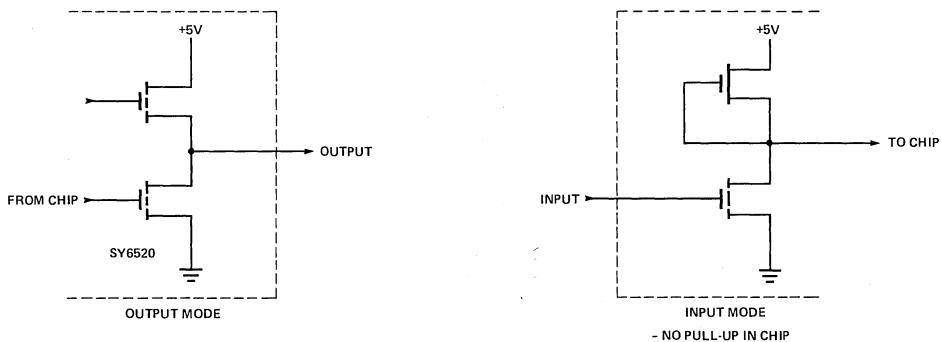 +5V
OUTPUT
FROM CHIP
SY6520
OUTPUT MODE
+5V
TO CHIP
INPUT
INPUT MODE
– NO PULL-UP IN CHIP